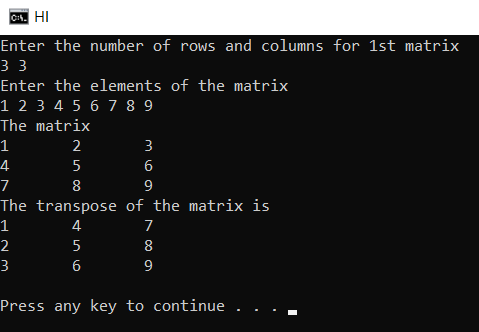 HI
Enter the number of rows and columns for 1st matrix
3 3
Enter the elements of the matrix
1 2 3 4 5 6 7 8 9
The matrix
1 2 3
4 5 6
7 8 9
The transpose of the matrix is
1 4 7
2 5 8
3 6 9
Press any key to continue . . .